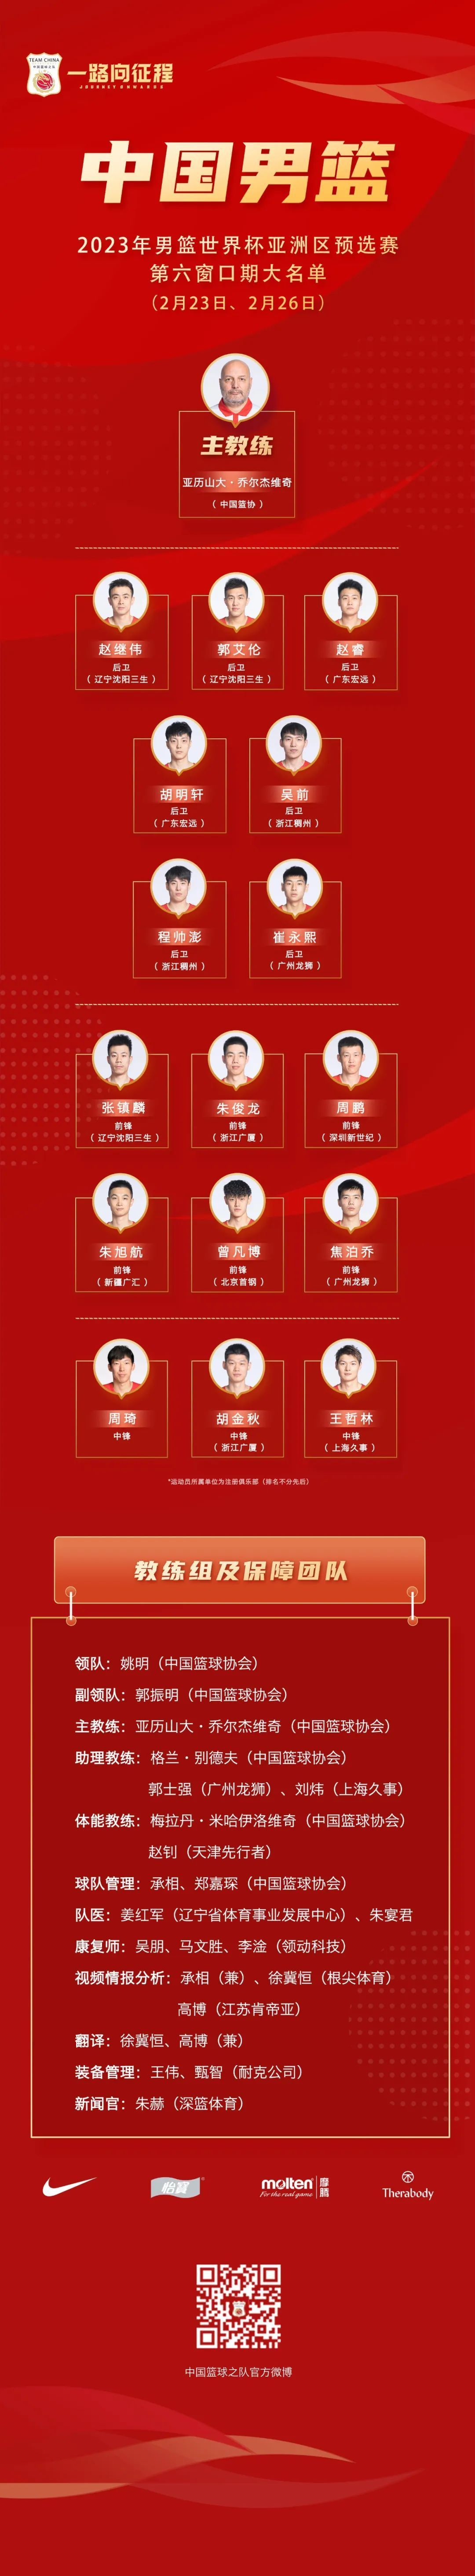 TEAM CHINA
中国篮球之队
一路向征程
JOURNEY ONWARDS
中国男篮
2023年男篮世界杯亚洲区预选赛
第六窗口期大名单
（2月23日、2月26日）
主教练
亚历山大·乔尔杰维奇
（ 中国篮协 ）
赵继伟 郭艾伦 赵睿
后卫 后卫 后卫
（ 辽宁沈阳三生 ） （ 辽宁沈阳三生 ） （ 广东宏远 ）
胡明轩 吴前
后卫 后卫
（ 广东宏远 ） （ 浙江稠州 ）
程帅澎 崔永熙
后卫 后卫
（ 浙江稠州 ） （ 广州龙狮 ）
张镇麟 朱俊龙 周鹏
前锋 前锋 前锋
（ 辽宁沈阳三生 ） （ 浙江广厦 ） （ 深圳新世纪 ）
朱旭航 曾凡博 焦泊乔
前锋 前锋 前锋
（ 新疆广汇 ） （ 北京首钢 ） （ 广州龙狮 ）
周琦 胡金秋 王哲林
中锋 中锋 中锋
（ 浙江广厦 ） （ 上海久事 ）
*运动员所属单位为注册俱乐部（排名不分先后）
教练组及保障团队
领队：姚明（中国篮球协会）
副领队：郭振明（中国篮球协会）
主教练：亚历山大·乔尔杰维奇（中国篮球协会）
助理教练：格兰·别德夫（中国篮球协会）
郭士强（广州龙狮）、刘炜（上海久事）
体能教练：梅拉丹·米哈伊洛维奇（中国篮球协会）
赵钊（天津先行者）
球队管理：承相、郑嘉琛（中国篮球协会）
队医：姜红军（辽宁省体育事业发展中心）、朱宴君
康复师：吴朋、马文胜、李淦（领动科技）
视频情报分析：承相（兼）、徐冀恒（根尖体育）
高博（江苏肯帝亚）
翻译：徐冀恒、高博（兼）
装备管理：王伟、甄智（耐克公司）
新闻官：朱赫（深篮体育）
怡寶® molten 摩腾 Therabody
For the real game
中国篮球之队官方微博